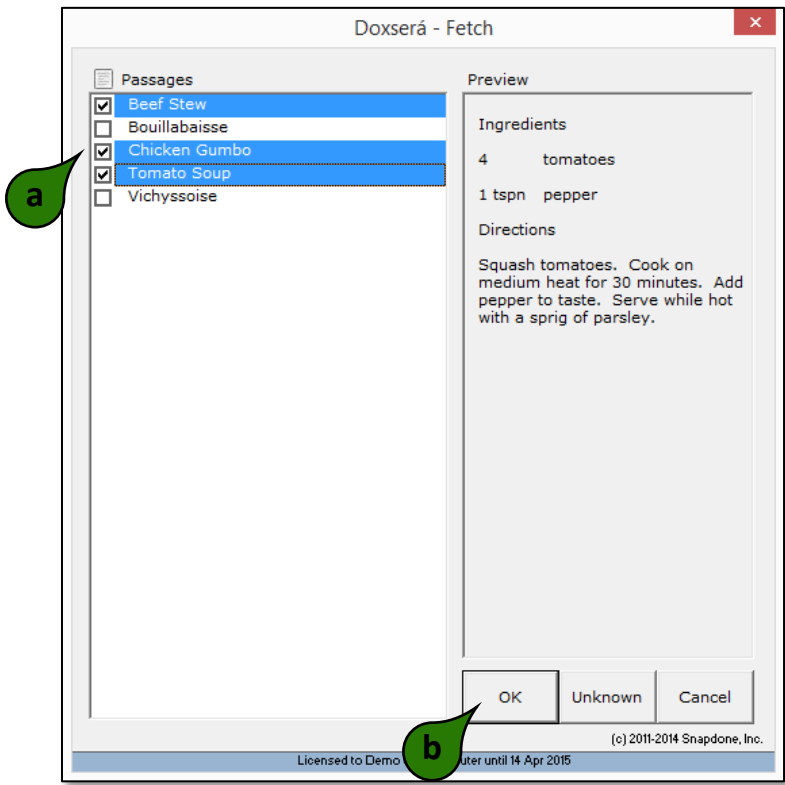 Doxserá - Fetch
Passages
Beef Stew
Bouillabaisse
Chicken Gumbo
Tomato Soup
Vichyssoise
a
Preview
Ingredients
4 tomatoes
1 tspn pepper
Directions
Squash tomatoes. Cook on
medium heat for 30 minutes. Add
pepper to taste. Serve while hot
with a sprig of parsley.
OK Unknown Cancel
b
(c) 2011-2014 Snapdone, Inc.
Licensed to Demo uter until 14 Apr 2015